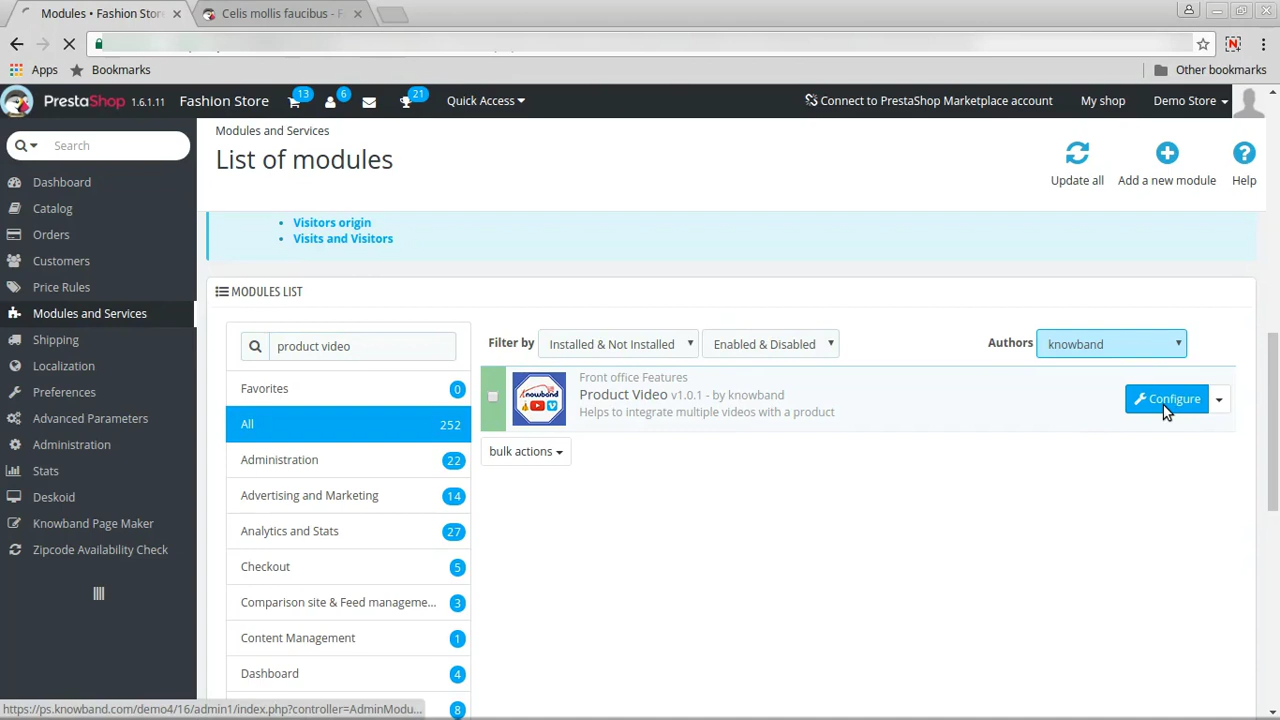 Modules • Fashion Stor
Celis mollis faucibus - F
Apps
Bookmarks
Other bookmarks
PrestaShop 1.6.1.11
Fashion Store
13
6
21
Quick Access
Connect to PrestaShop Marketplace account
My shop
Demo Store
Search
Dashboard
Catalog
Orders
Customers
Price Rules
Modules and Services
Shipping
Localization
Preferences
Advanced Parameters
Administration
Stats
Deskoid
Knowband Page Maker
Zipcode Availability Check
Modules and Services
List of modules
Update all
Add a new module
Help
Visitors origin
Visits and Visitors
MODULES LIST
product video
Favorites 0
All 252
Administration 22
Advertising and Marketing 14
Analytics and Stats 27
Checkout 5
Comparison site & Feed manageme... 3
Content Management 1
Dashboard 4
8
Filter by Installed & Not Installed Enabled & Disabled
Authors knowband
knowband
Front office Features
Product Video v1.0.1 - by knowband
Helps to integrate multiple videos with a product
Configure
bulk actions
https://ps.knowband.com/demo4/16/admin1/index.php?controller=AdminModu...